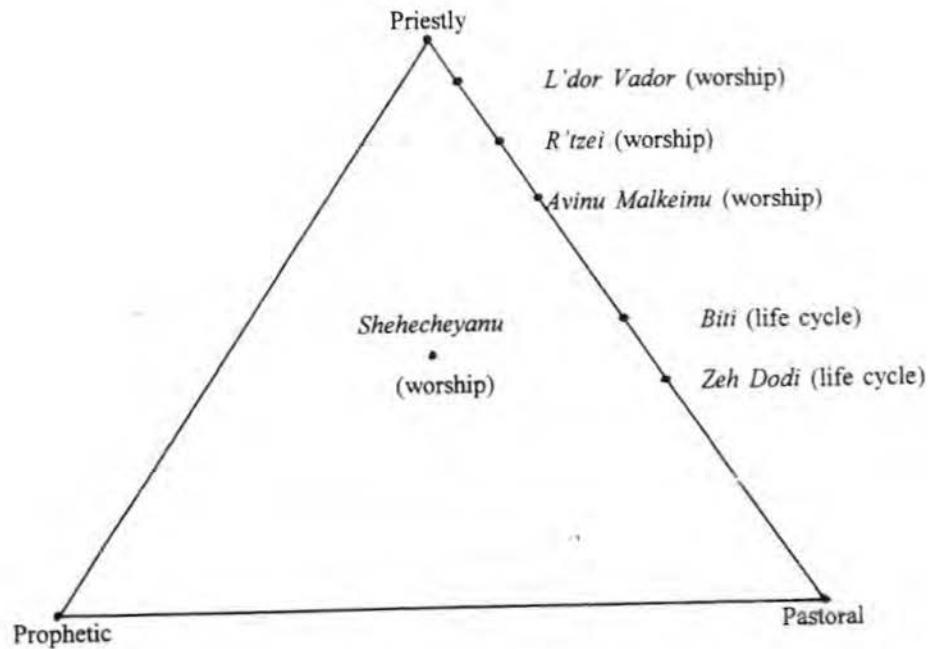 Priestly
L'dor Vador (worship)
R'tzei (worship)
Avinu Malkeinu (worship)
Biti (life cycle)
Shehecheyanu
(worship)
Zeh Dodi (life cycle)
Prophetic
Pastoral